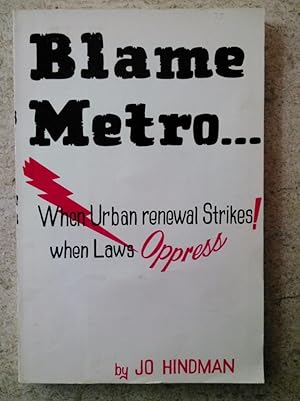 Blame
Metro...
When Urban renewal Strikes!
when Laws Oppress
by JO HINDMAN